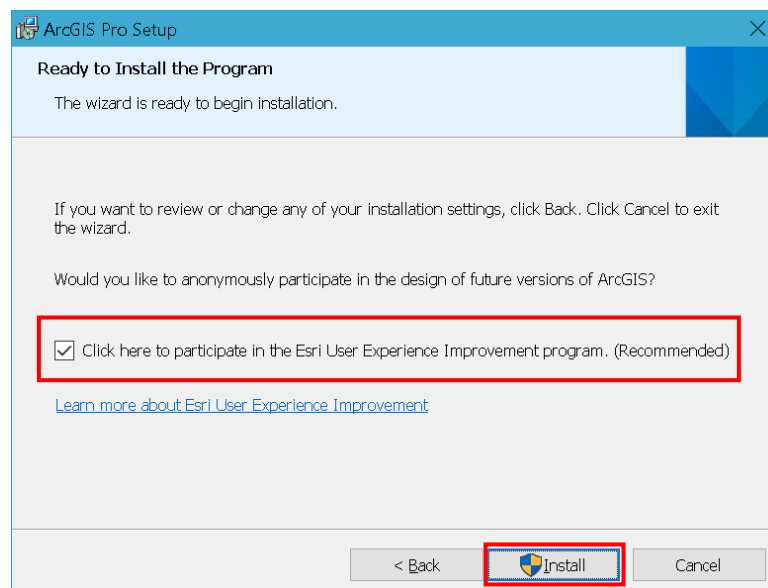 ArcGIS Pro Setup
Ready to Install the Program
The wizard is ready to begin installation.
If you want to review or change any of your installation settings, click Back. Click Cancel to exit
the wizard.
Would you like to anonymously participate in the design of future versions of ArcGIS?
Click here to participate in the Esri User Experience Improvement program. (Recommended)
Learn more about Esri User Experience Improvement
< Back
Install
Cancel